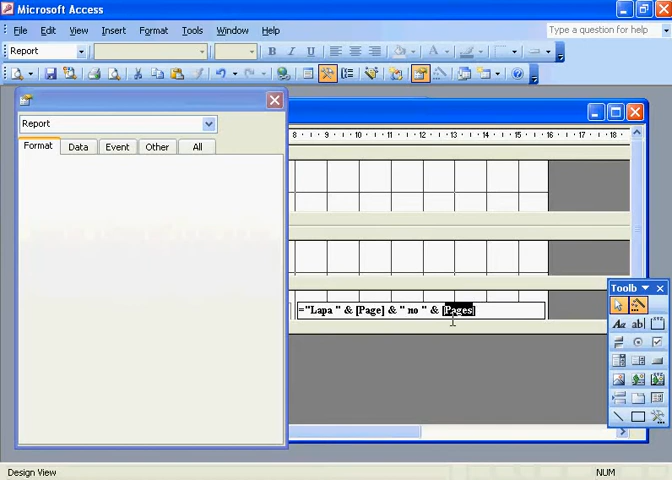 Microsoft Access
File Edit View Insert Format Tools Window Help
Type a question for help
Report
B I U
Report
Format Data Event Other All
8 9 10 11 12 13 14 15 16 17 18
="Lapa " & [Page] & " no " & [Pages]
Toolb
Aa ab|
Design View
NUM